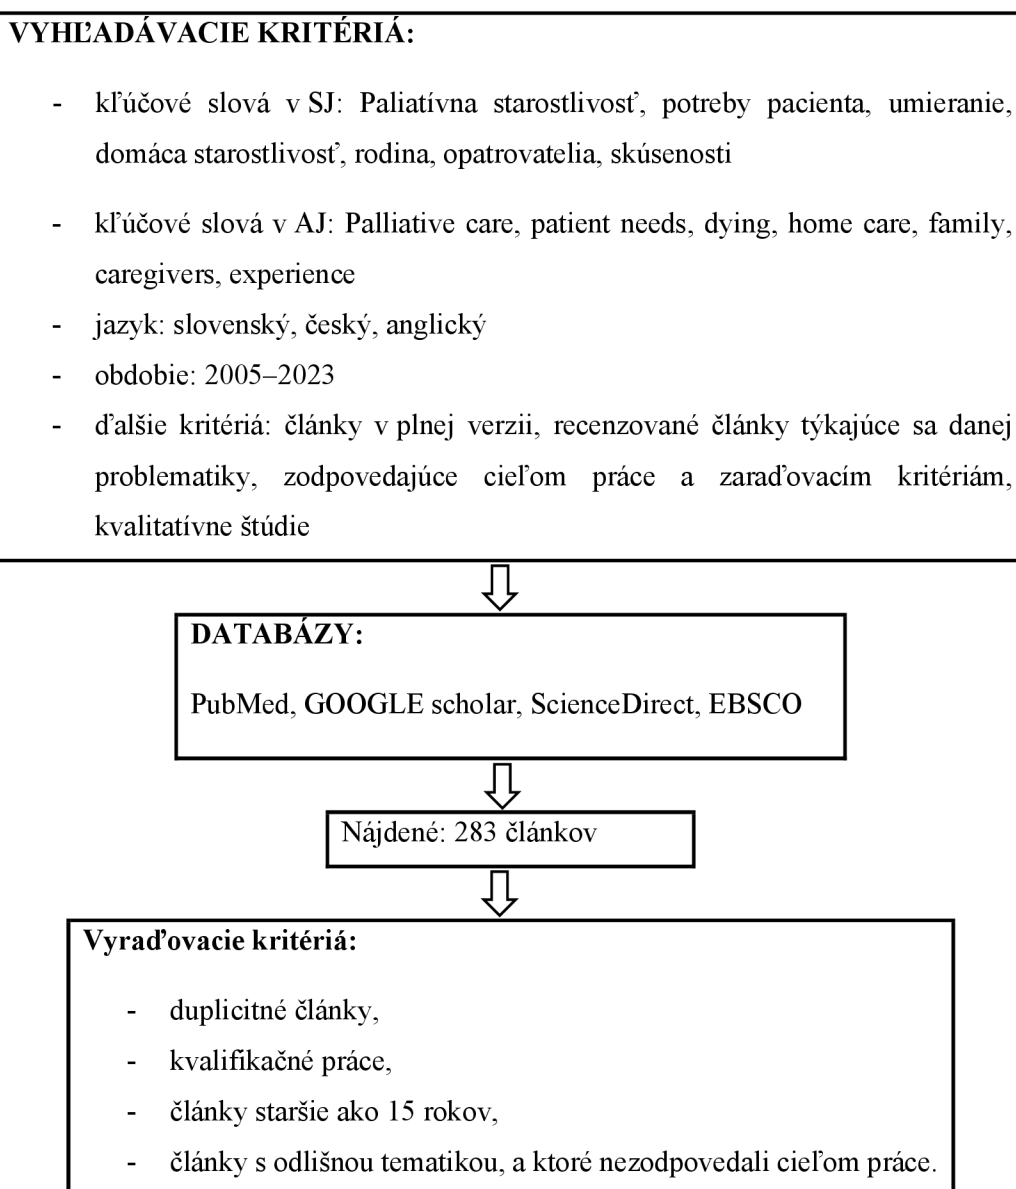 VYHĽADÁVACIE KRITÉRIÁ:
- kľúčové slová v SJ: Paliatívna starostlivosť, potreby pacienta, umieranie,
domáca starostlivosť, rodina, opatrovatelia, skúsenosti
- kľúčové slová v AJ: Palliative care, patient needs, dying, home care, family,
caregivers, experience
- jazyk: slovenský, český, anglický
- obdobie: 2005–2023
- ďalšie kritériá: články v plnej verzii, recenzované články týkajúce sa danej
problematiky, zodpovedajúce cieľom práce a zaraďovacím kritériám,
kvalitatívne štúdie
DATABÁZY:
PubMed, GOOGLE scholar, ScienceDirect, EBSCO
Nájdené: 283 článkov
Vyraďovacie kritériá:
- duplicitné články,
- kvalifikačné práce,
- články staršie ako 15 rokov,
- články s odlišnou tematikou, a ktoré nezodpovedali cieľom práce.